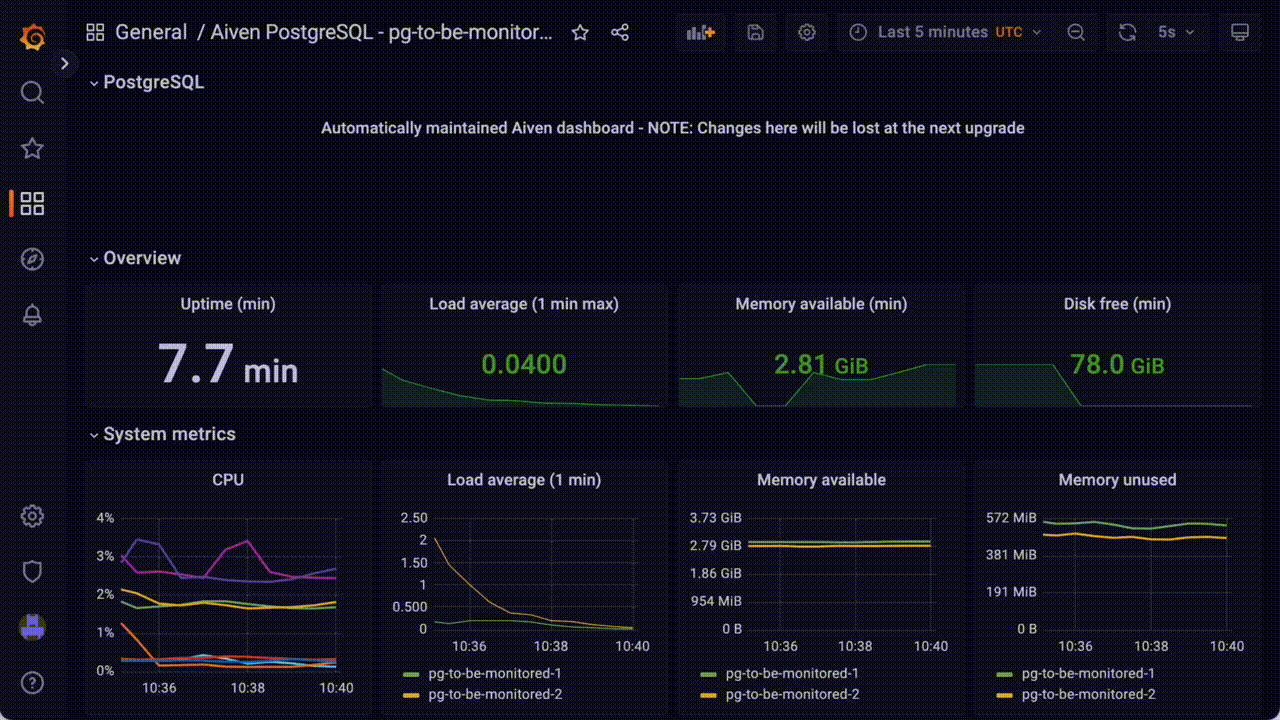 General / Aiven PostgreSQL - pg-to-be-monitor...
Last 5 minutes UTC
5s
PostgreSQL
Automatically maintained Aiven dashboard - NOTE: Changes here will be lost at the next upgrade
Overview
Uptime (min)
7.7 min
Load average (1 min max)
0.0400
Memory available (min)
2.81 GiB
Disk free (min)
78.0 GiB
System metrics
CPU
4%
3%
2%
1%
0%
10:36 10:38 10:40
Load average (1 min)
2.50
2
1.50
1
0.500
0
10:36 10:38 10:40
pg-to-be-monitored-1
pg-to-be-monitored-2
Memory available
3.73 GiB
2.79 GiB
1.86 GiB
954 MiB
0 B
10:36 10:38 10:40
pg-to-be-monitored-1
pg-to-be-monitored-2
Memory unused
572 MiB
381 MiB
191 MiB
0 B
10:36 10:38 10:40
pg-to-be-monitored-1
pg-to-be-monitored-2